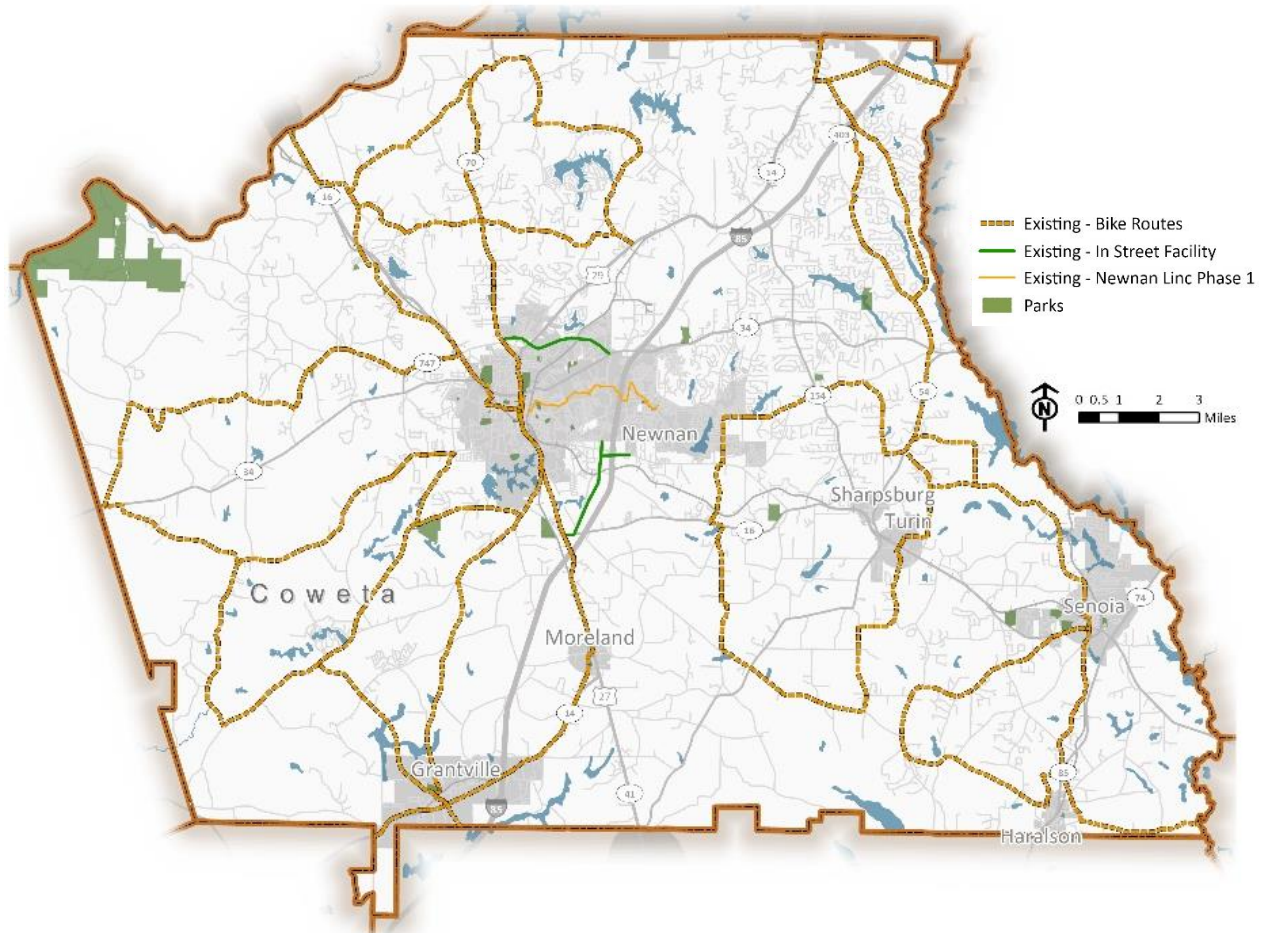 403
70
14
16
Existing - Bike Routes
Existing - In Street Facility
85
29
Existing - Newnan Linc Phase 1
Parks
34
747
154
54
N
0 0.5 1 2 3
Miles
Newnan
34
Sharpsburg
Turin
16
Coweta
74
Senoia
Moreland
27
14
Grantville
85
41
85
Haralson